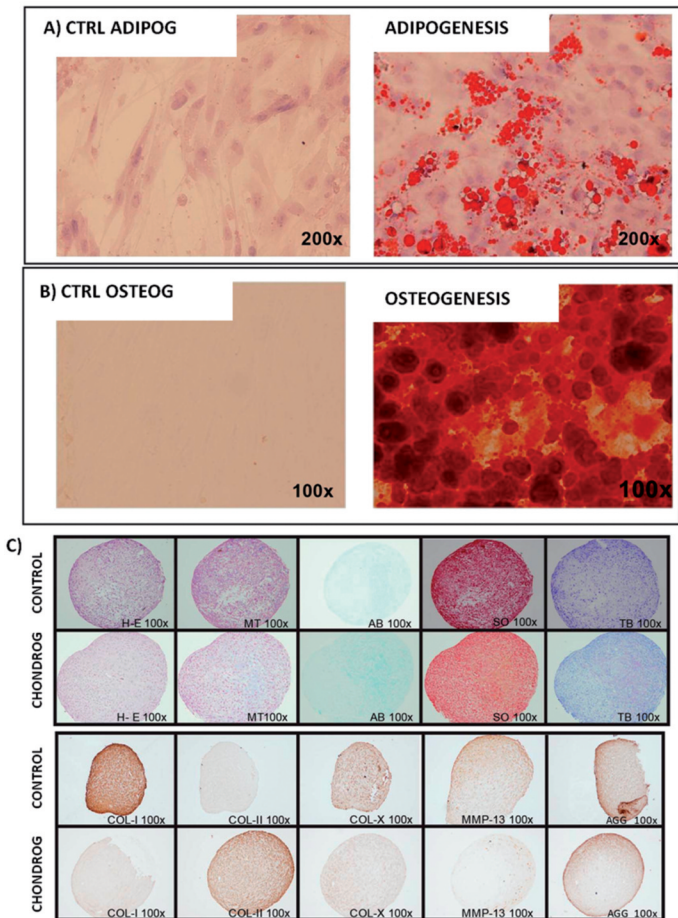 A) CTRL ADIPOG
ADIPOGENESIS
200x
200x
B) CTRL OSTEOG
OSTEOGENESIS
100x
100x
C)
CONTROL
H-E 100x
MT 100x
AB 100x
SO 100x
TB 100x
CHONDROG
H- E 100x
MT100x
AB 100x
SO 100x
TB 100x
CONTROL
COL-I 100x
COL-II 100x
COL-X 100x
MMP-13 100x
AGG 100x
CHONDROG
COL-I 100x
COL-II 100x
COL-X 100x
MMP-13 100x
AGG 100x